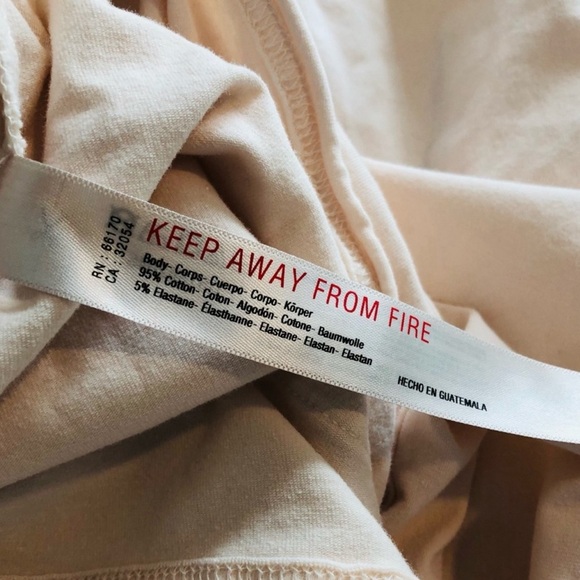 RN : 66170
CA : 32054
KEEP AWAY FROM FIRE
Body- Corps- Cuerpo- Corpo- Körper
95% Cotton- Coton- Algodón- Cotone- Baumwolle
5% Elastane- Élasthanne- Elastane- Elastan- Elastan
HECHO EN GUATEMALA